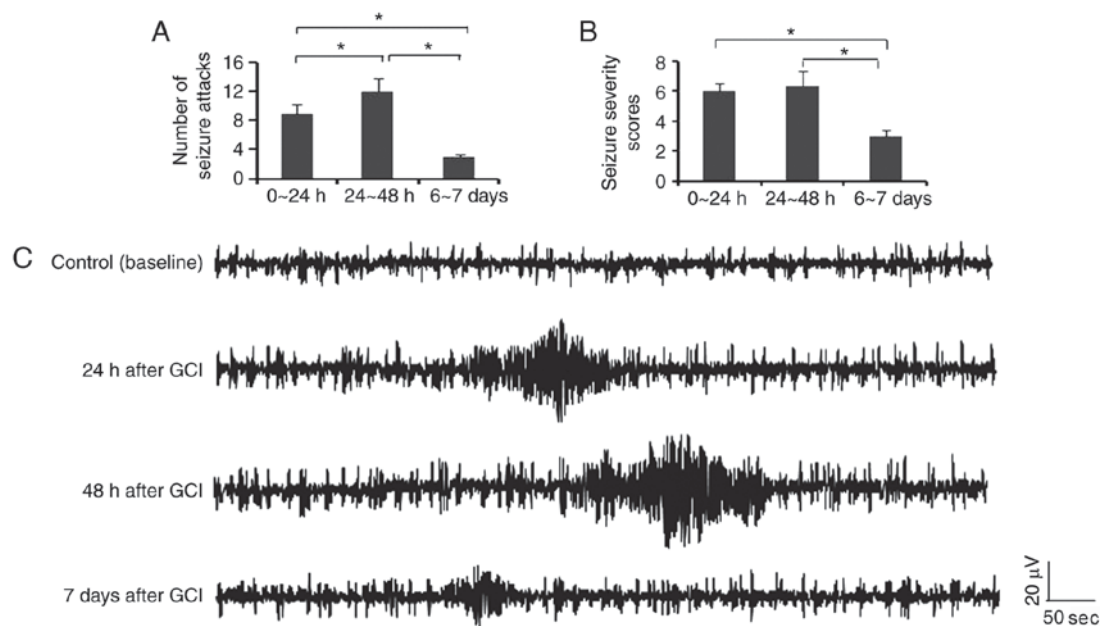 A
*
*
*
Number of
seizure attacks
16
12
8
4
0
0~24 h
24~48 h
6~7 days
B
*
*
Seizure severity
scores
8
6
4
2
0
0~24 h
24~48 h
6~7 days
C
Control (baseline)
24 h after GCI
48 h after GCI
7 days after GCI
20 μV
50 sec